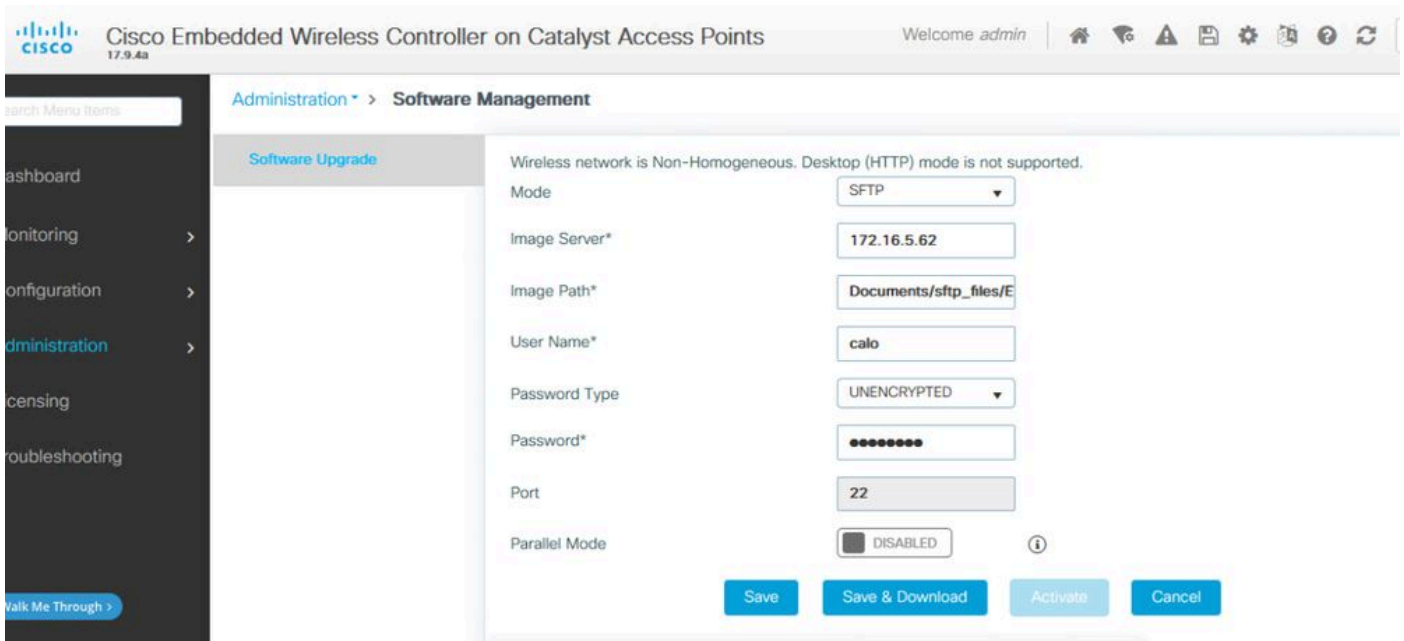 CISCO
Cisco Embedded Wireless Controller on Catalyst Access Points
17.9.4a
Welcome admin
earch Menu Items
Administration > Software Management
ashboard
onitoring
onfiguration
dministration
icensing
roubleshooting
Walk Me Through >
Software Upgrade
Wireless network is Non-Homogeneous. Desktop (HTTP) mode is not supported.
Mode SFTP
Image Server* 172.16.5.62
Image Path* Documents/sftp_files/E
User Name* calo
Password Type UNENCRYPTED
Password* ••••••••
Port 22
Parallel Mode DISABLED
Save Save & Download Activate Cancel